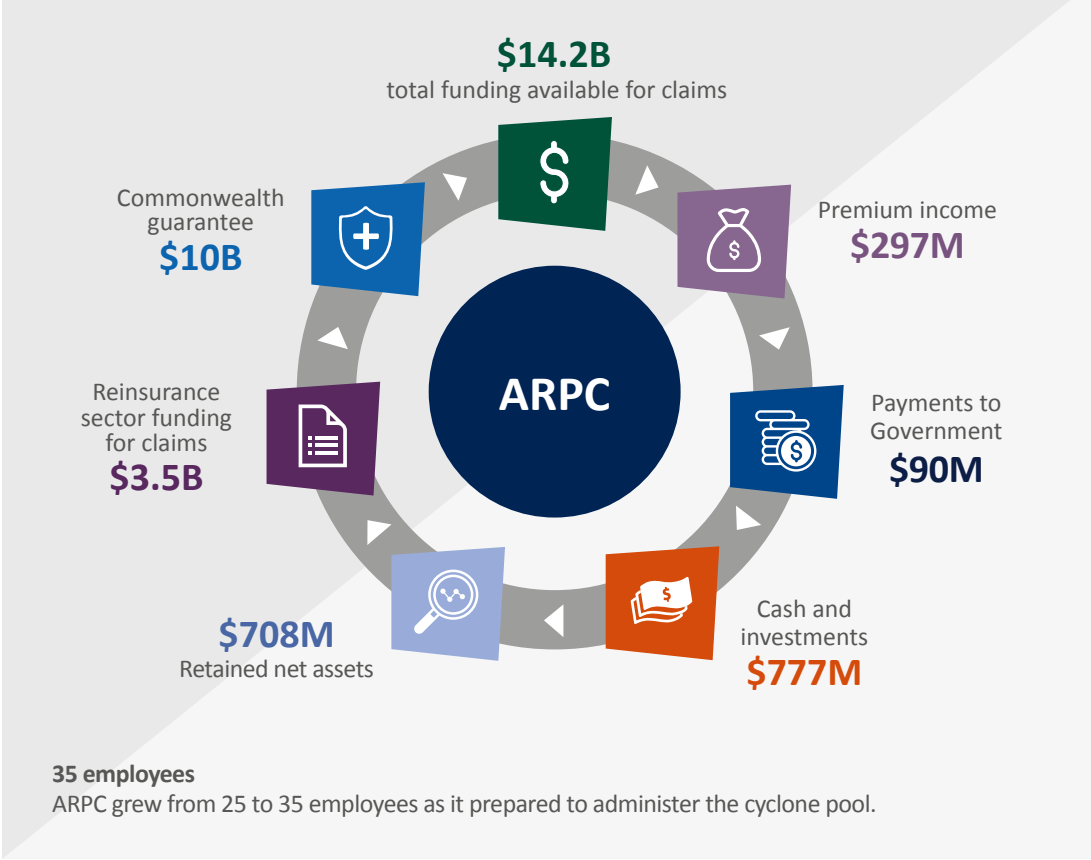 $14.2B
total funding available for claims
Commonwealth
guarantee
$10B
Premium income
$297M
Reinsurance
sector funding
for claims
$3.5B
ARPC
Payments to
Government
$90M
$708M
Retained net assets
Cash and
investments
$777M
35 employees
ARPC grew from 25 to 35 employees as it prepared to administer the cyclone pool.